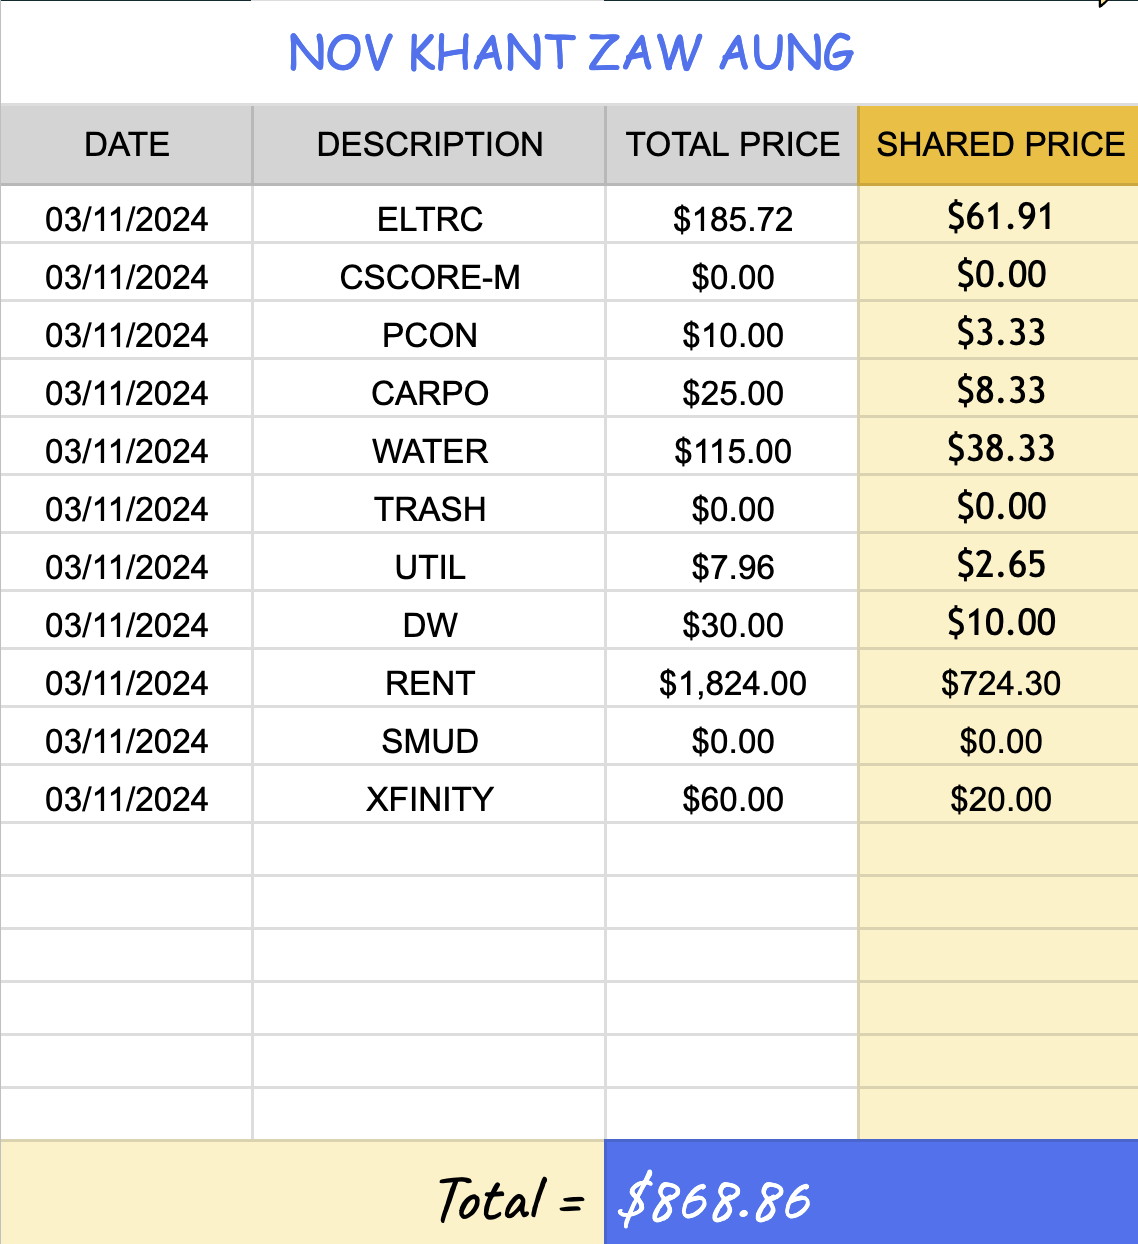 NOV KHANT ZAW AUNG
DATE DESCRIPTION TOTAL PRICE SHARED PRICE
03/11/2024 ELTRC $185.72 $61.91
03/11/2024 CSCORE-M $0.00 $0.00
03/11/2024 PCON $10.00 $3.33
03/11/2024 CARPO $25.00 $8.33
03/11/2024 WATER $115.00 $38.33
03/11/2024 TRASH $0.00 $0.00
03/11/2024 UTIL $7.96 $2.65
03/11/2024 DW $30.00 $10.00
03/11/2024 RENT $1,824.00 $724.30
03/11/2024 SMUD $0.00 $0.00
03/11/2024 XFINITY $60.00 $20.00
Total = $868.86